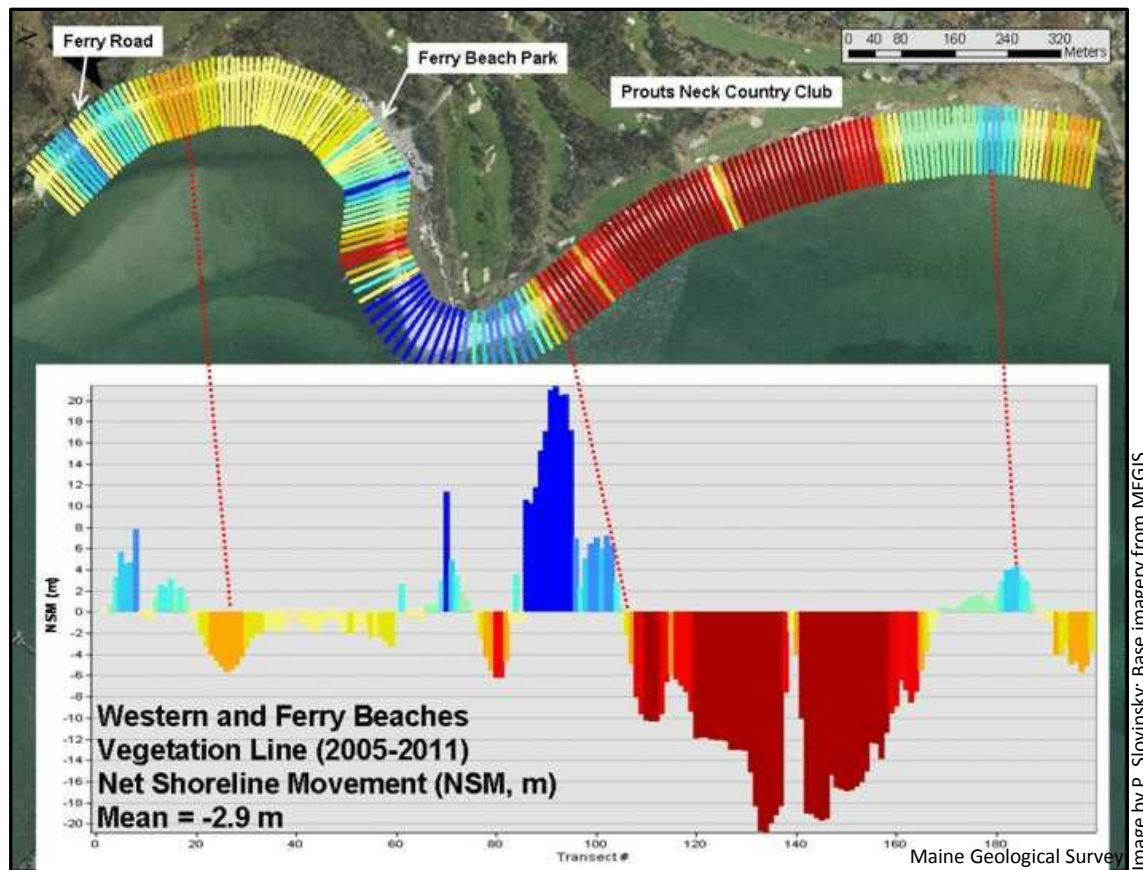 Ferry Road
Ferry Beach Park
Prouts Neck Country Club
0 40 80 160 240 320
Meters
N
NSM (m)
20
18
16
14
12
10
8
6
4
2
0
-2
-4
-6
-8
-10
-12
-14
-16
-18
-20
Western and Ferry Beaches
Vegetation Line (2005-2011)
Net Shoreline Movement (NSM, m)
Mean = -2.9 m
0 20 40 60 80 100 120 140 160 180
Transect #
Maine Geological Survey
Image by P. Slovinsky; Base imagery from MEGIS